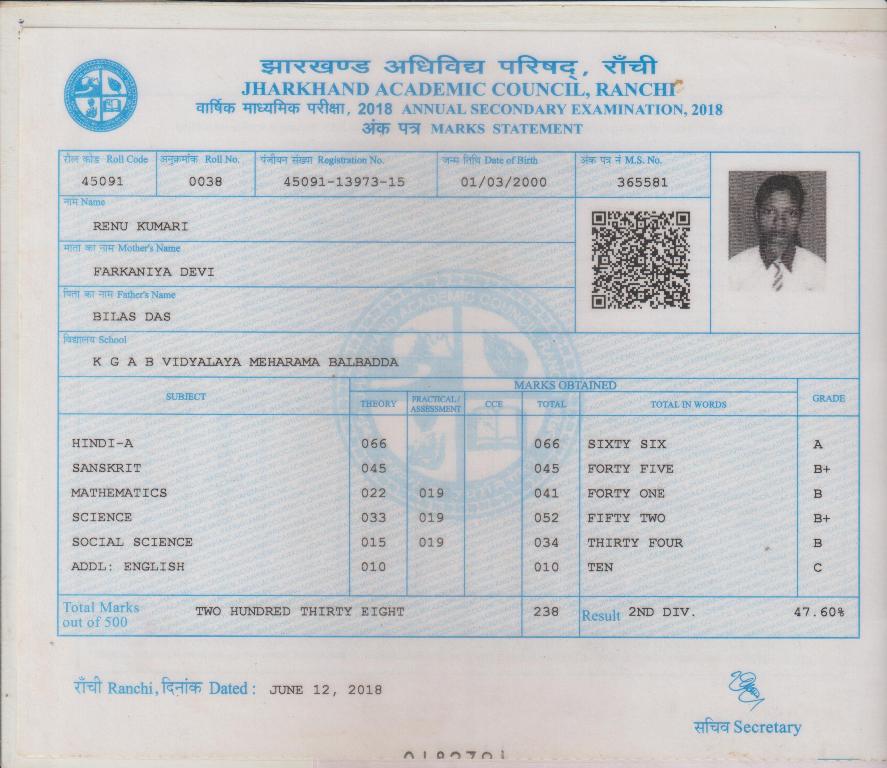 झारखण्ड अधिविद्य परिषद्, राँची
JHARKHAND ACADEMIC COUNCIL, RANCHI
वार्षिक माध्यमिक परीक्षा, 2018 ANNUAL SECONDARY EXAMINATION, 2018
अंक पत्र MARKS STATEMENT
रोल कोड Roll Code अनुक्रमांक Roll No. पंजीयन संख्या Registration No. जन्म तिथि Date of Birth अंक पत्र नं M.S. No.
45091 0038 45091-13973-15 01/03/2000 365581
नाम Name
RENU KUMARI
माता का नाम Mother's Name
FARKANIYA DEVI
पिता का नाम Father's Name
BILAS DAS
विद्यालय School
K G A B VIDYALAYA MEHARAMA BALBADDA
SUBJECT MARKS OBTAINED GRADE
THEORY PRACTICAL/ ASSESSMENT CCE TOTAL TOTAL IN WORDS
HINDI-A 066 066 SIXTY SIX A
SANSKRIT 045 045 FORTY FIVE B+
MATHEMATICS 022 019 041 FORTY ONE B
SCIENCE 033 019 052 FIFTY TWO B+
SOCIAL SCIENCE 015 019 034 THIRTY FOUR B
ADDL: ENGLISH 010 010 TEN C
Total Marks out of 500 TWO HUNDRED THIRTY EIGHT 238 Result 2ND DIV. 47.60%
राँची Ranchi, दिनांक Dated : JUNE 12, 2018
सचिव Secretary